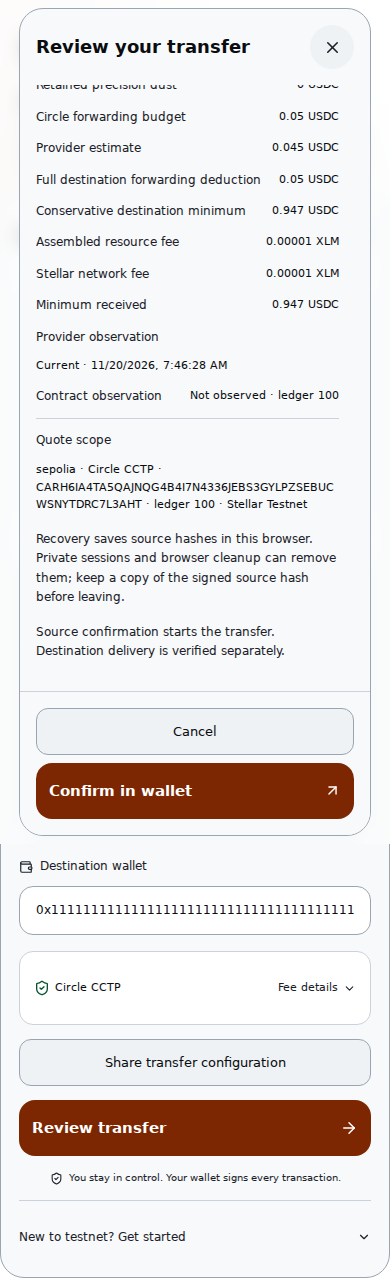 Review your transfer
Retained precision dust 0 USDC
Circle forwarding budget 0.05 USDC
Provider estimate 0.045 USDC
Full destination forwarding deduction 0.05 USDC
Conservative destination minimum 0.947 USDC
Assembled resource fee 0.00001 XLM
Stellar network fee 0.00001 XLM
Minimum received 0.947 USDC
Provider observation
Current · 11/20/2026, 7:46:28 AM
Contract observation Not observed · ledger 100
Quote scope
sepolia · Circle CCTP ·
CARH6IA4TA5QAJNQG4B4I7N4336JEBS3GYLPZSEBUC
WSNYTDRC7L3AHT · ledger 100 · Stellar Testnet
Recovery saves source hashes in this browser.
Private sessions and browser cleanup can remove
them; keep a copy of the signed source hash
before leaving.
Source confirmation starts the transfer.
Destination delivery is verified separately.
Cancel
Confirm in wallet
Destination wallet
0x1111111111111111111111111111111111111111
Circle CCTP Fee details
Share transfer configuration
Review transfer
You stay in control. Your wallet signs every transaction.
New to testnet? Get started